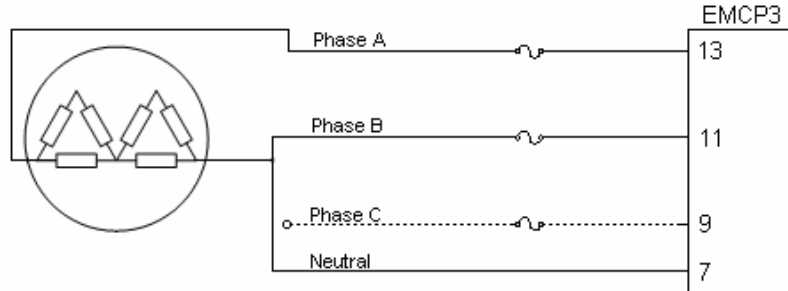 EMCP3
Phase A
13
Phase B
11
Phase C
9
Neutral
7